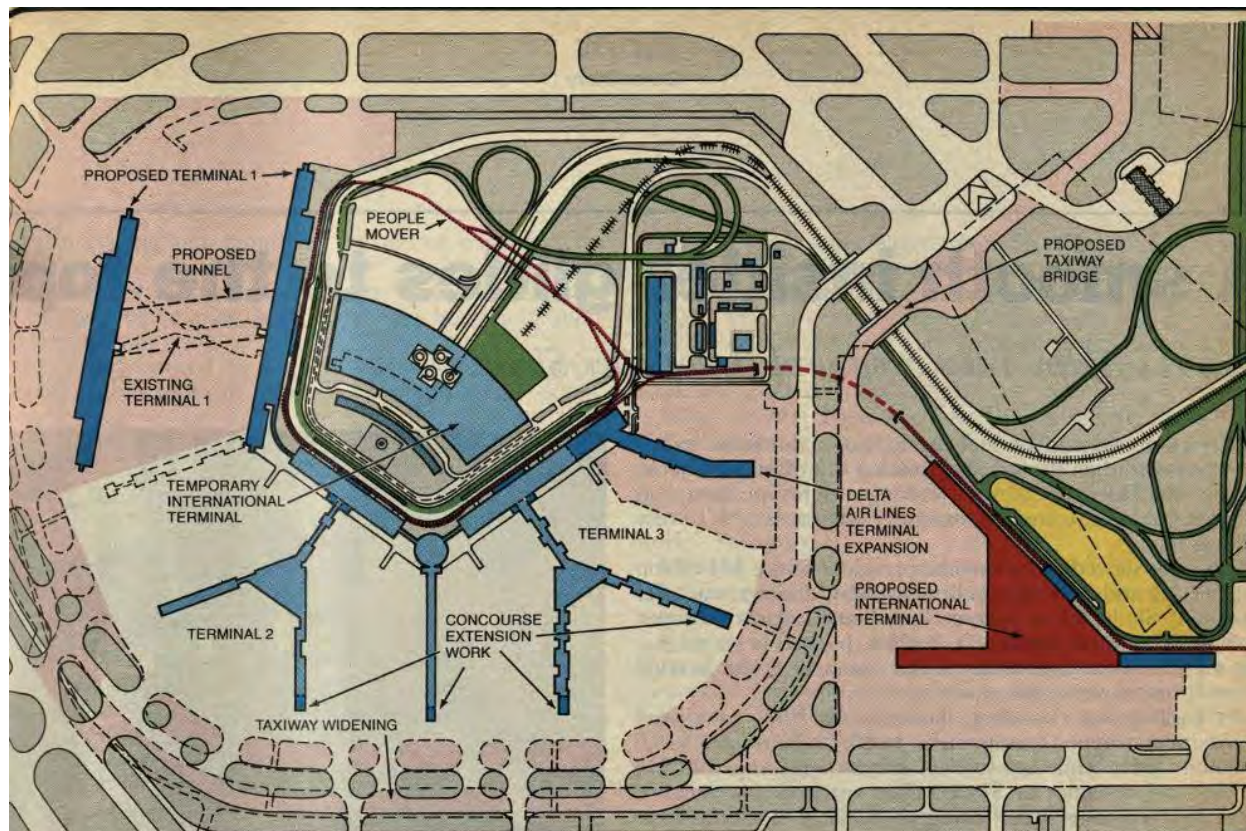 PROPOSED TERMINAL 1
PEOPLE
MOVER
PROPOSED
TUNNEL
PROPOSED
TAXIWAY
BRIDGE
EXISTING
TERMINAL 1
TEMPORARY
INTERNATIONAL
TERMINAL
DELTA
AIR LINES
TERMINAL
EXPANSION
TERMINAL 3
PROPOSED
INTERNATIONAL
TERMINAL
TERMINAL 2
CONCOURSE
EXTENSION
WORK
TAXIWAY WIDENING